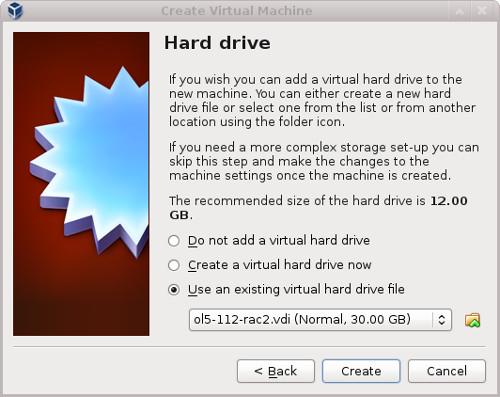 Create Virtual Machine
Hard drive
If you wish you can add a virtual hard drive to the
new machine. You can either create a new hard
drive file or select one from the list or from another
location using the folder icon.
If you need a more complex storage set-up you can
skip this step and make the changes to the
machine settings once the machine is created.
The recommended size of the hard drive is 12.00
GB.
Do not add a virtual hard drive
Create a virtual hard drive now
Use an existing virtual hard drive file
ol5-112-rac2.vdi (Normal, 30.00 GB)
< Back
Create
Cancel